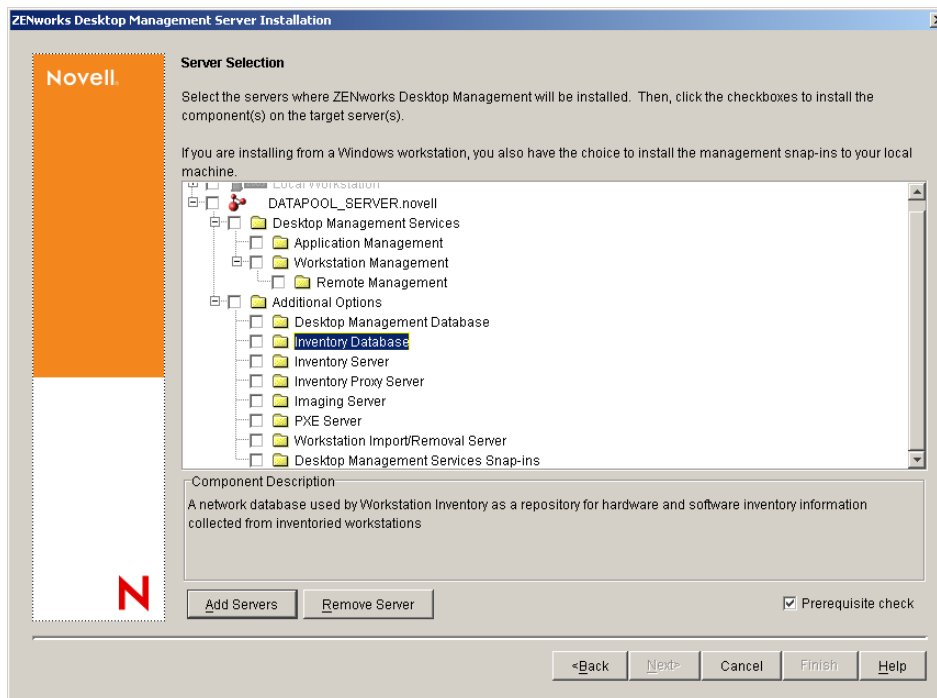 ZENworks Desktop Management Server Installation
Novell.
Server Selection
Select the servers where ZENworks Desktop Management will be installed. Then, click the checkboxes to install the
component(s) on the target server(s).
If you are installing from a Windows workstation, you also have the choice to install the management snap-ins to your local
machine.
Local Workstation
DATAPOOL_SERVER.novell
Desktop Management Services
Application Management
Workstation Management
Remote Management
Additional Options
Desktop Management Database
Inventory Database
Inventory Server
Inventory Proxy Server
Imaging Server
PXE Server
Workstation Import/Removal Server
Desktop Management Services Snap-ins
Component Description
A network database used by Workstation Inventory as a repository for hardware and software inventory information
collected from inventoried workstations
N
Add Servers Remove Server Prerequisite check
<Back Next> Cancel Finish Help